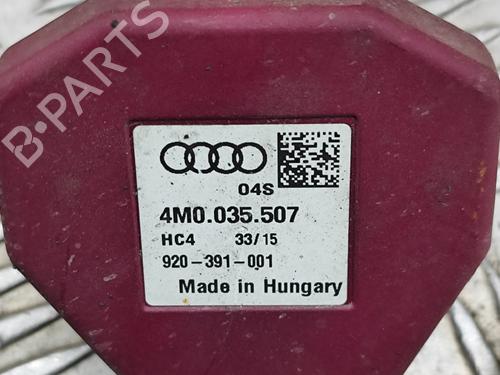 B-PARTS
04S
4M0.035.507
HC4 33/15
920-391-001
Made in Hungary